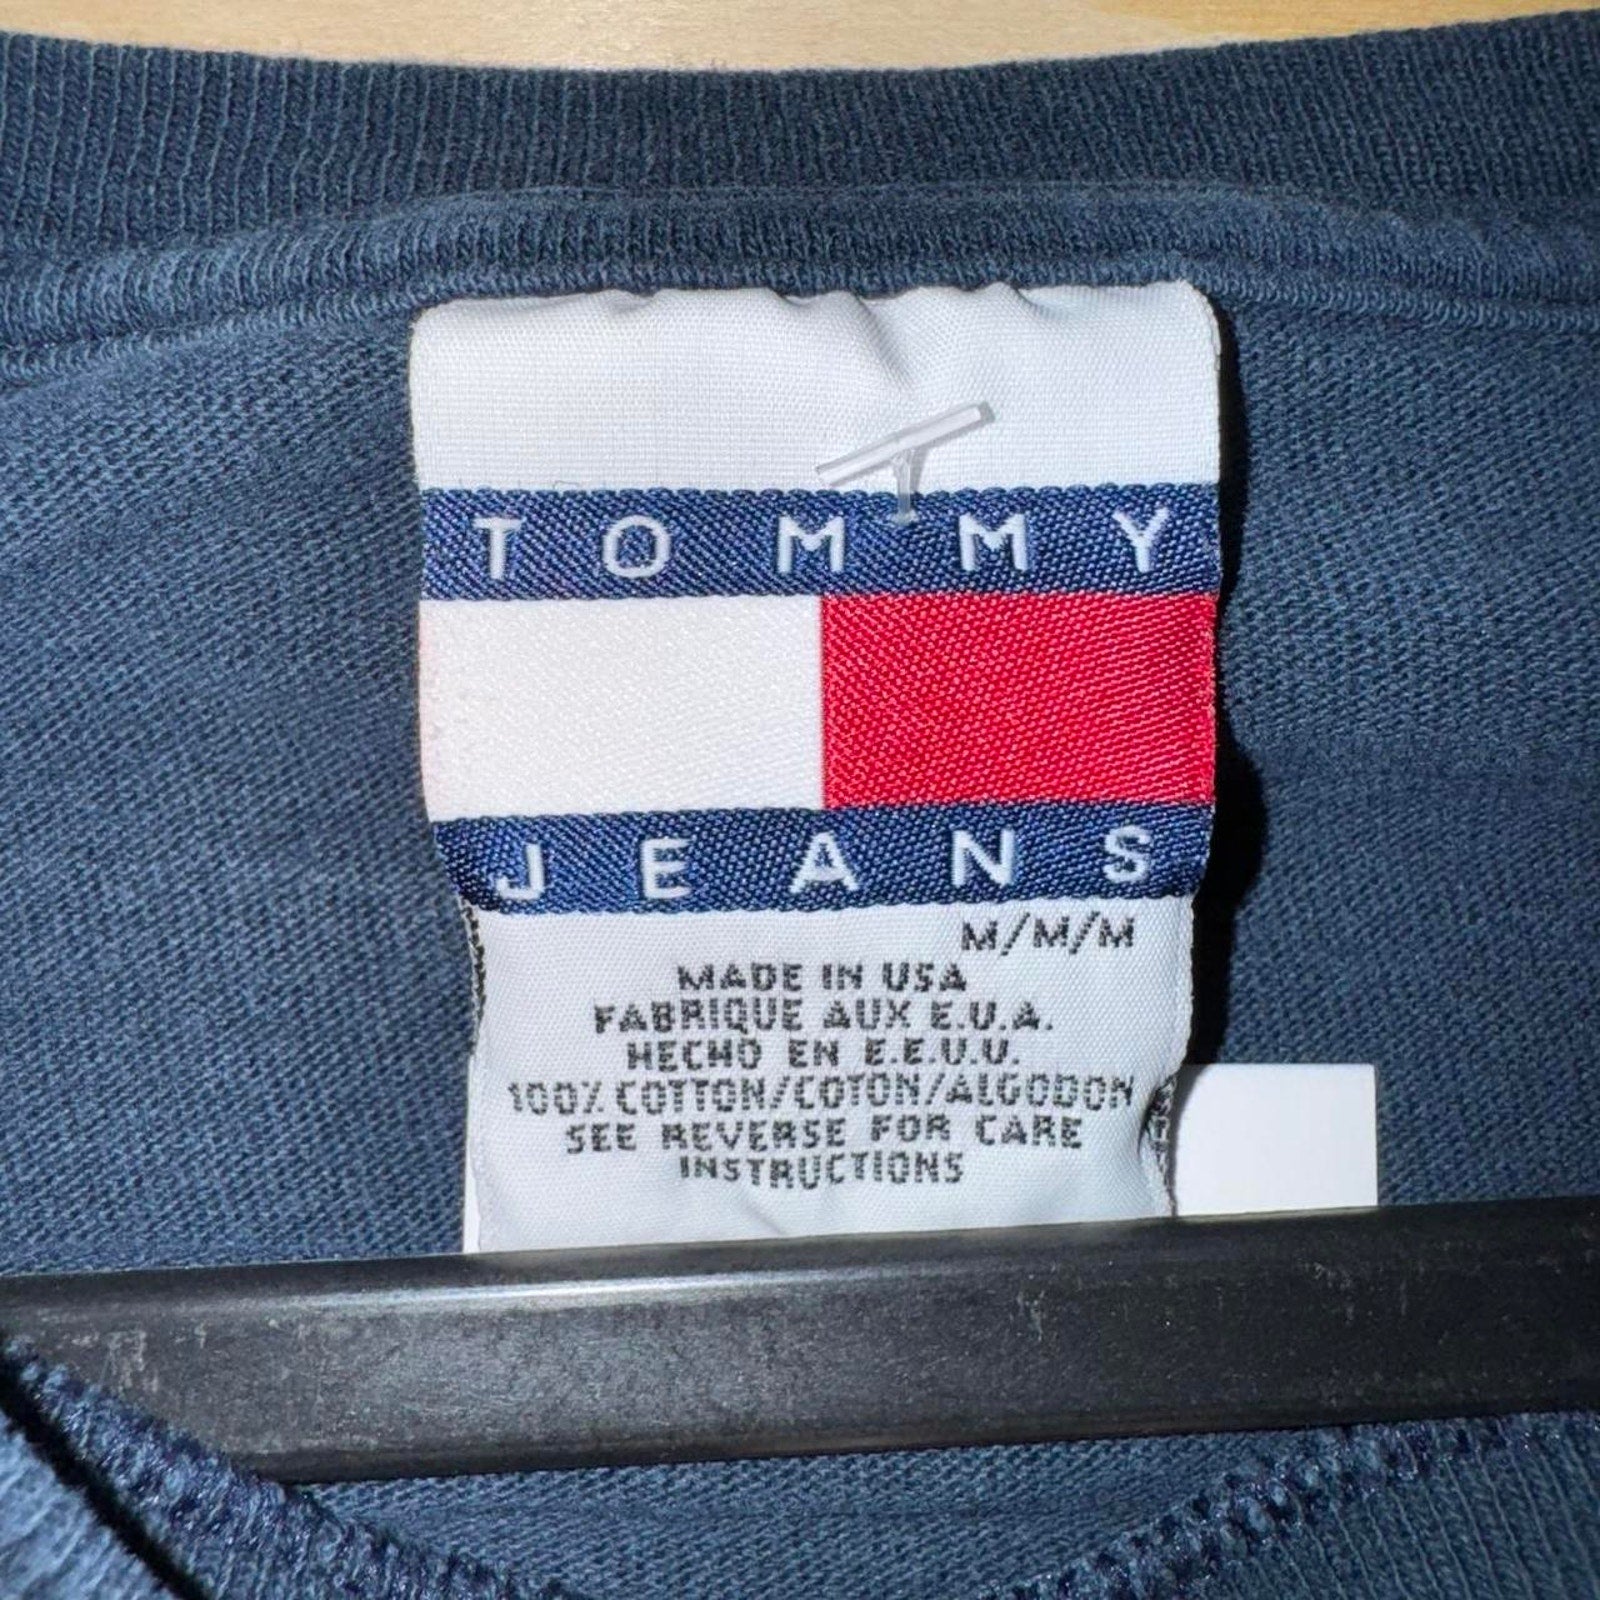 TOMMY
JEANS
M/M/M
MADE IN USA
FABRIQUE AUX E.U.A.
HECHO EN E.E.U.U.
100% COTTON/COTON/ALGODON
SEE REVERSE FOR CARE
INSTRUCTIONS